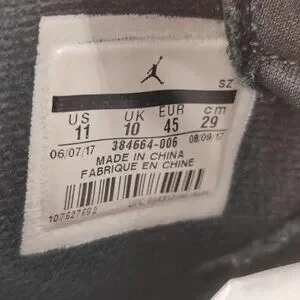 SZ
US UK EUR cm
11 10 45 29
06/07/17 384664-006 08/09/17
MADE IN CHINA
FABRIQUE EN CHINE
107627692
UPC